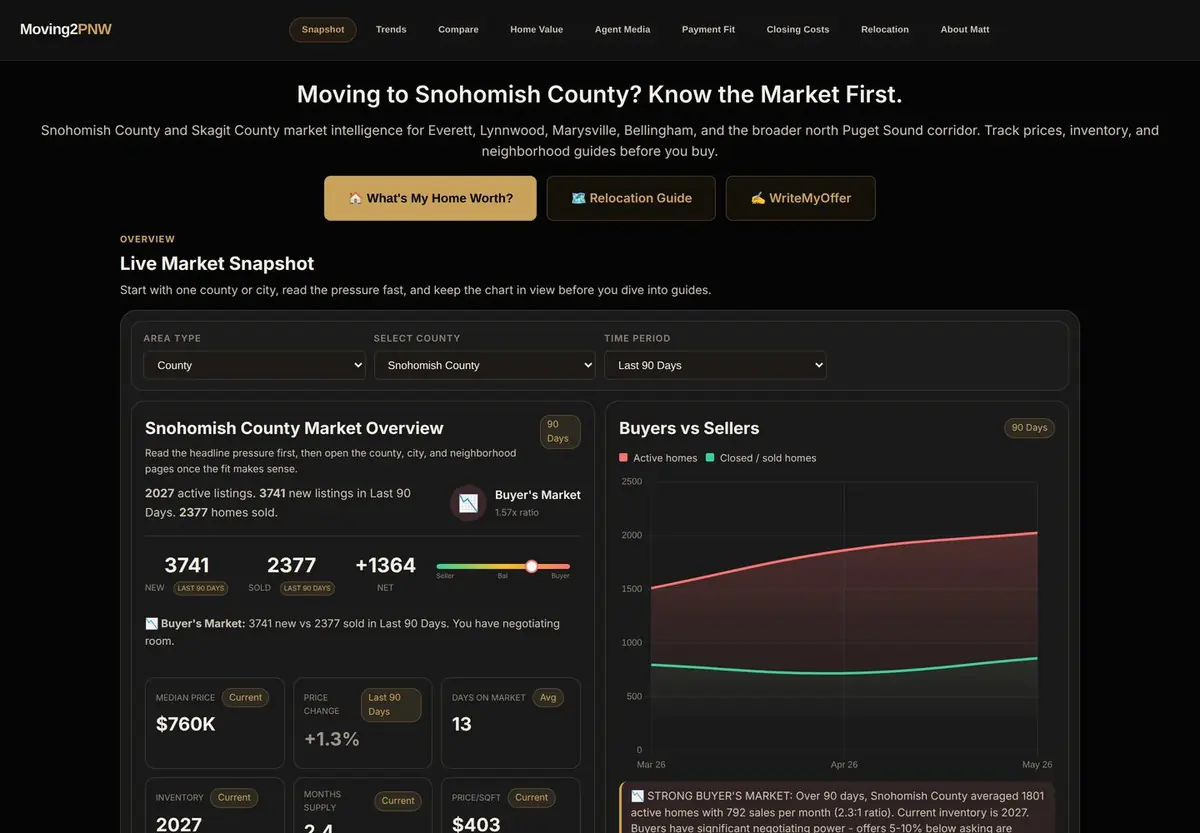 Moving2PNW
Snapshot
Trends
Compare
Home Value
Agent Media
Payment Fit
Closing Costs
Relocation
About Matt
Moving to Snohomish County? Know the Market First.
Snohomish County and Skagit County market intelligence for Everett, Lynnwood, Marysville, Bellingham, and the broader north Puget Sound corridor. Track prices, inventory, and
neighborhood guides before you buy.
What's My Home Worth?
Relocation Guide
WriteMyOffer
OVERVIEW
Live Market Snapshot
Start with one county or city, read the pressure fast, and keep the chart in view before you dive into guides.
AREA TYPE
County
SELECT COUNTY
Snohomish County
TIME PERIOD
Last 90 Days
Snohomish County Market Overview
90
Days
Read the headline pressure first, then open the county, city, and neighborhood
pages once the fit makes sense.
2027 active listings. 3741 new listings in Last 90
Days. 2377 homes sold.
Buyer's Market
1.57x ratio
3741
NEW LAST 90 DAYS
2377
SOLD LAST 90 DAYS
+1364
NET
Seller Bal Buyer
Buyer's Market: 3741 new vs 2377 sold in Last 90 Days. You have negotiating
room.
MEDIAN PRICE Current
$760K
PRICE
CHANGE
Last 90
Days
+1.3%
DAYS ON MARKET Avg
13
INVENTORY Current
2027
MONTHS
SUPPLY
Current
2.4
PRICE/SQFT Current
$403
Buyers vs Sellers
90 Days
Active homes
Closed / sold homes
2500
2000
1500
1000
500
0
Mar 26
Apr 26
May 26
STRONG BUYER'S MARKET: Over 90 days, Snohomish County averaged 1801
active homes with 792 sales per month (2.3:1 ratio). Current inventory is 2027.
Buyers have significant negotiating power - offers 5-10% below asking are